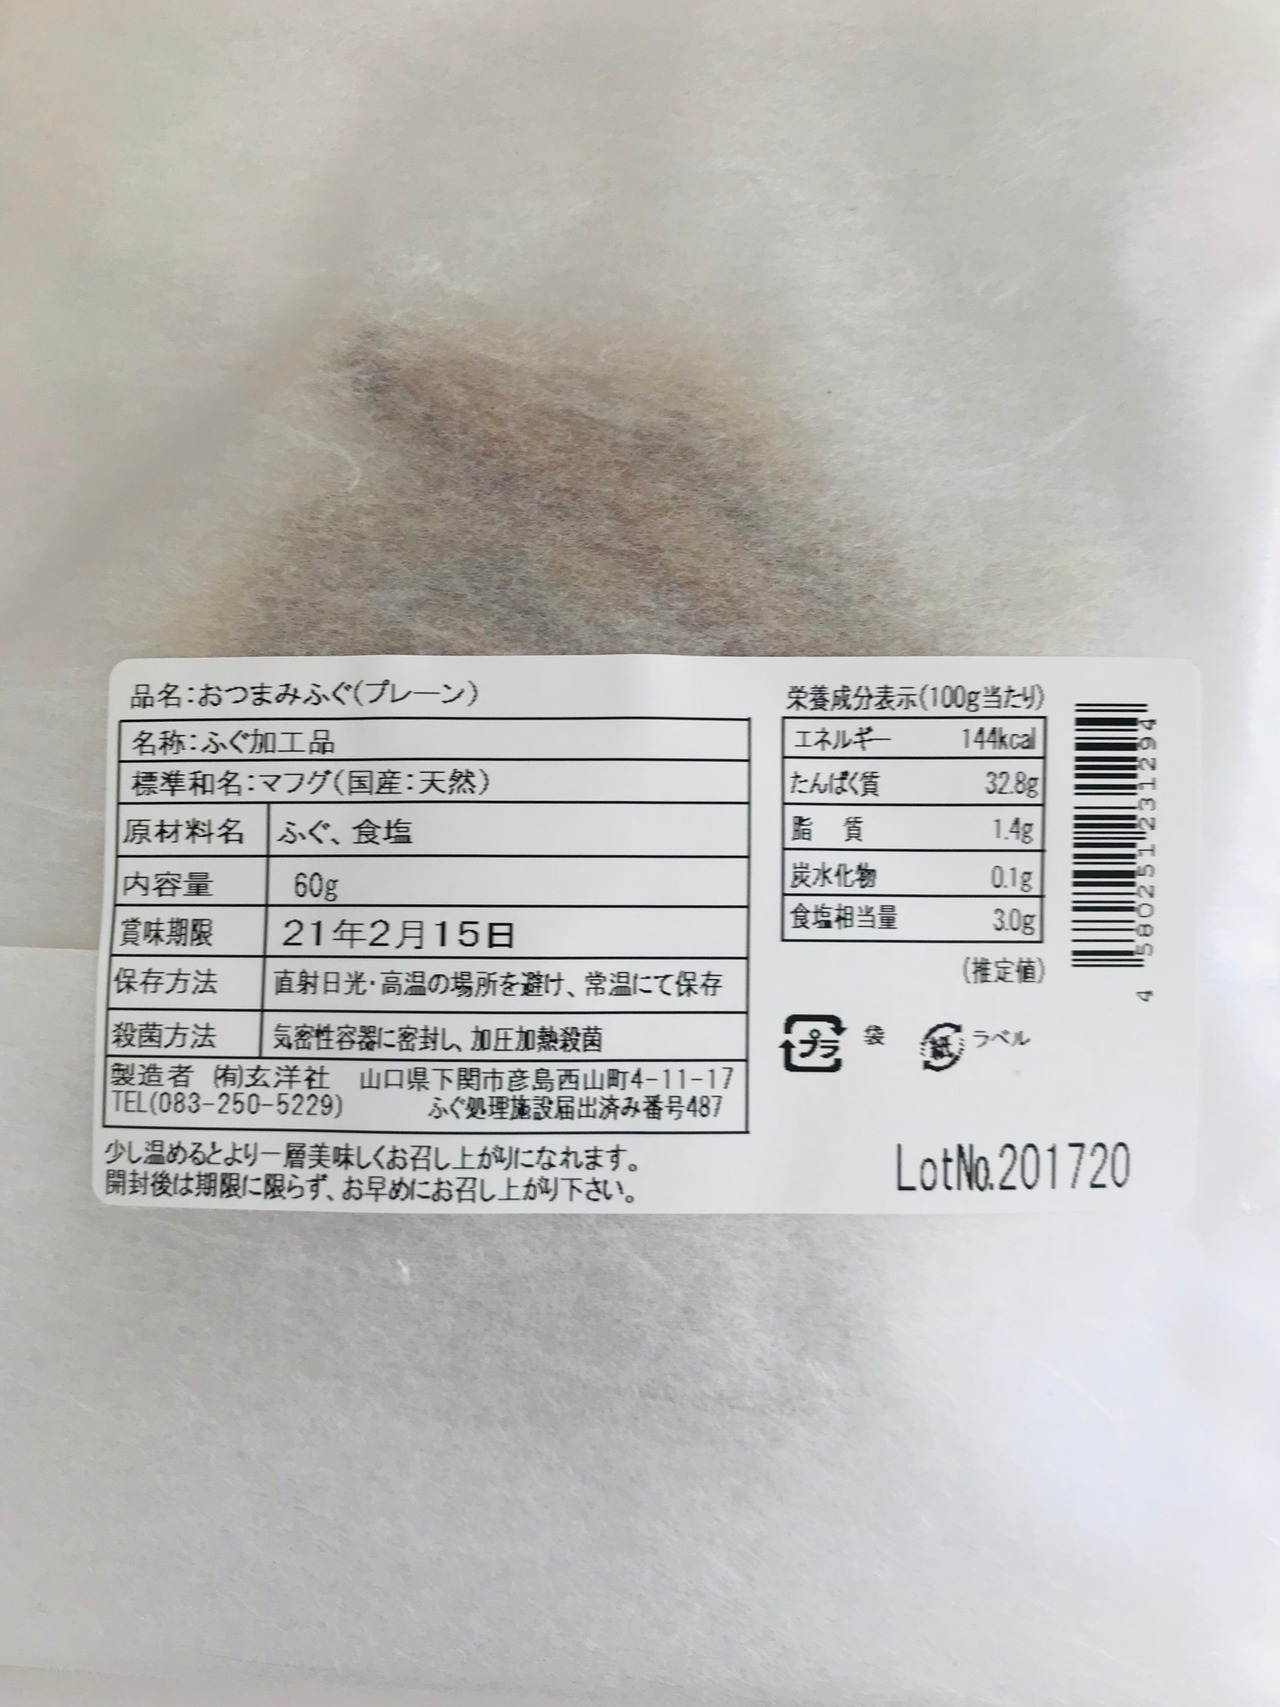 品名:おつまみふぐ(プレーン)
名称:ふぐ加工品
標準和名:マフグ(国産:天然)
原材料名 ふぐ、食塩
内容量 60g
賞味期限 21年2月15日
保存方法 直射日光・高温の場所を避け、常温にて保存
殺菌方法 気密性容器に密封し、加圧加熱殺菌
製造者 (有)玄洋社 山口県下関市彦島西山町4-11-17
TEL(083-250-5229) ふぐ処理施設届出済み番号487
少し温めるとより一層美味しくお召し上がりになれます。
開封後は期限に限らず、お早めにお召し上がり下さい。
栄養成分表示(100g当たり)
エネルギー 144kcal
たんぱく質 32.8g
脂 質 1.4g
炭水化物 0.1g
食塩相当量 3.0g
(推定値)
プラ 袋 紙 ラベル
LotNo.201720
4 580251 231294